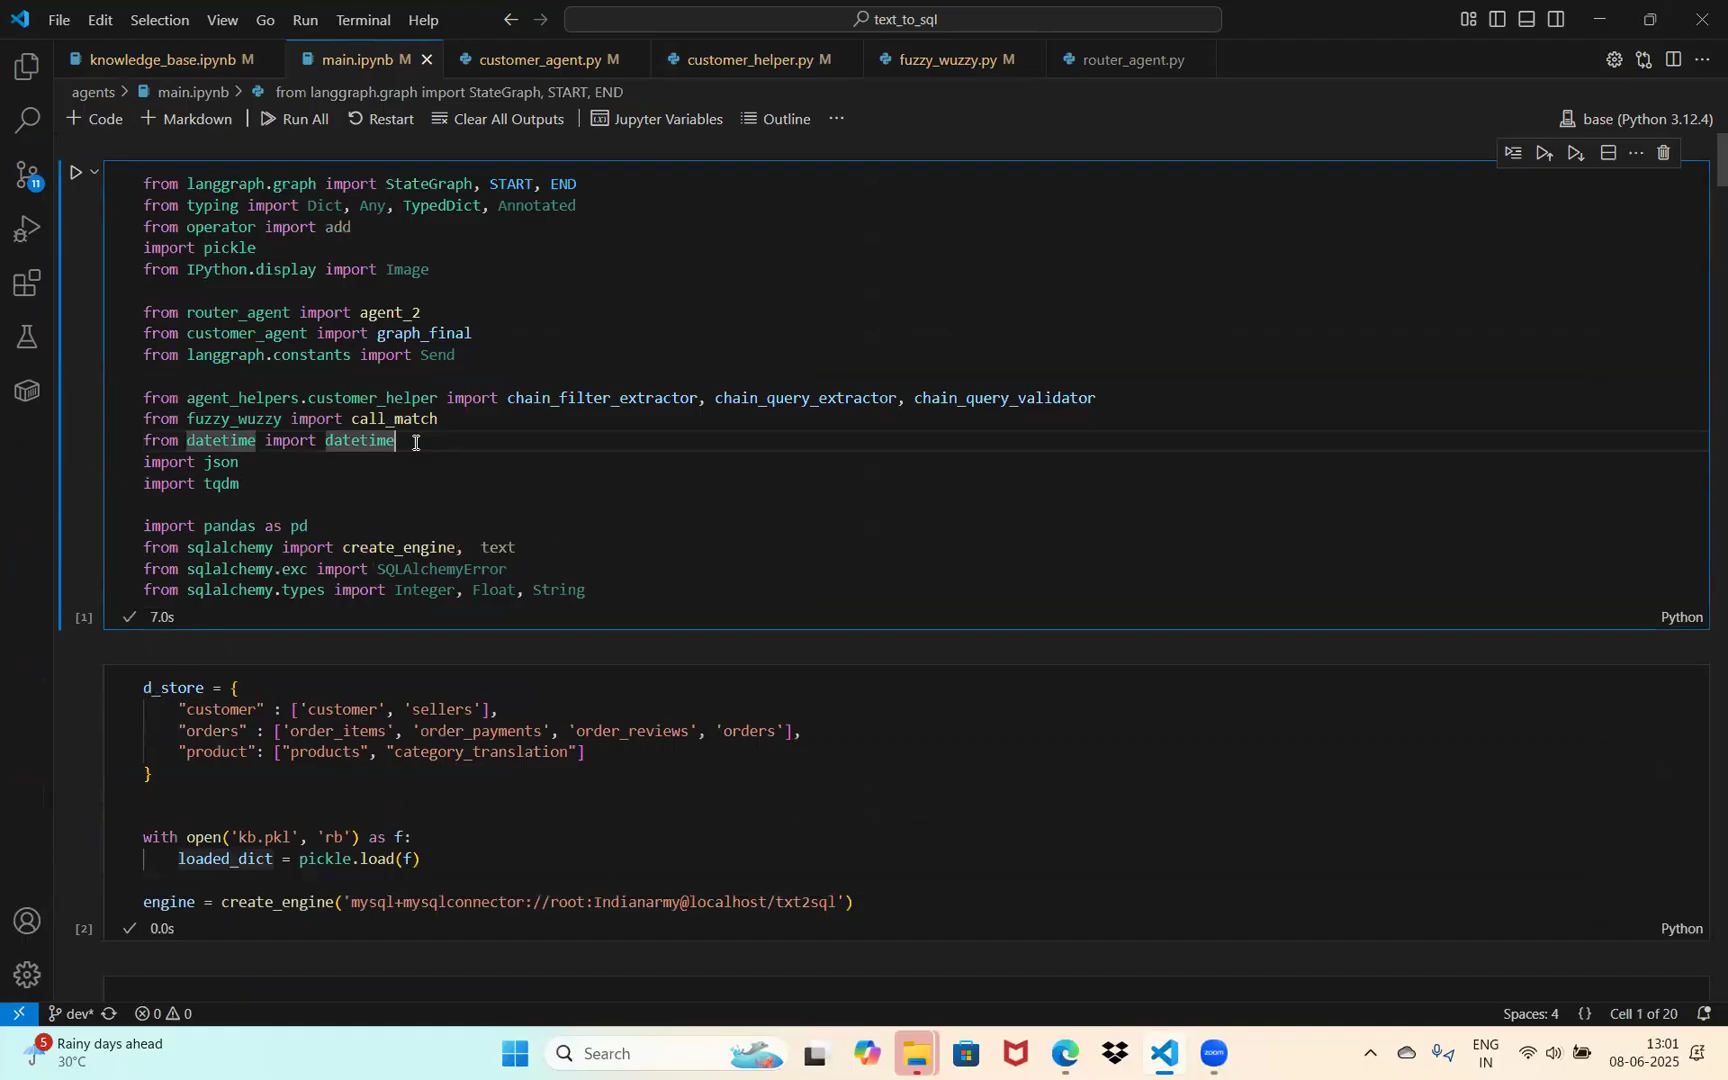 File Edit Selection View Go Run Terminal Help
text_to_sql
knowledge_base.ipynb M
main.ipynb M
customer_agent.py M
customer_helper.py M
fuzzy_wuzzy.py M
router_agent.py
agents > main.ipynb > from langgraph.graph import StateGraph, START, END
+ Code + Markdown | Run All Restart Clear All Outputs | Jupyter Variables Outline ...
base (Python 3.12.4)
from langgraph.graph import StateGraph, START, END
from typing import Dict, Any, TypedDict, Annotated
from operator import add
import pickle
from IPython.display import Image
from router_agent import agent_2
from customer_agent import graph_final
from langgraph.constants import Send
from agent_helpers.customer_helper import chain_filter_extractor, chain_query_extractor, chain_query_validator
from fuzzy_wuzzy import call_match
from datetime import datetime
import json
import tqdm
import pandas as pd
from sqlalchemy import create_engine,  text
from sqlalchemy.exc import SQLAlchemyError
from sqlalchemy.types import Integer, Float, String
[1] 7.0s Python
d_store = {
"customer" : ['customer', 'sellers'],
"orders" : ['order_items', 'order_payments', 'order_reviews', 'orders'],
"product": ["products", "category_translation"]
}
with open('kb.pkl', 'rb') as f:
loaded_dict = pickle.load(f)
engine = create_engine('mysql+mysqlconnector://root:Indianarmy@localhost/txt2sql')
[2] 0.0s Python
11
dev* 0 0 Spaces: 4 {} Cell 1 of 20
5 Rainy days ahead
30°C
Search
zoom
ENG
IN
13:01
08-06-2025